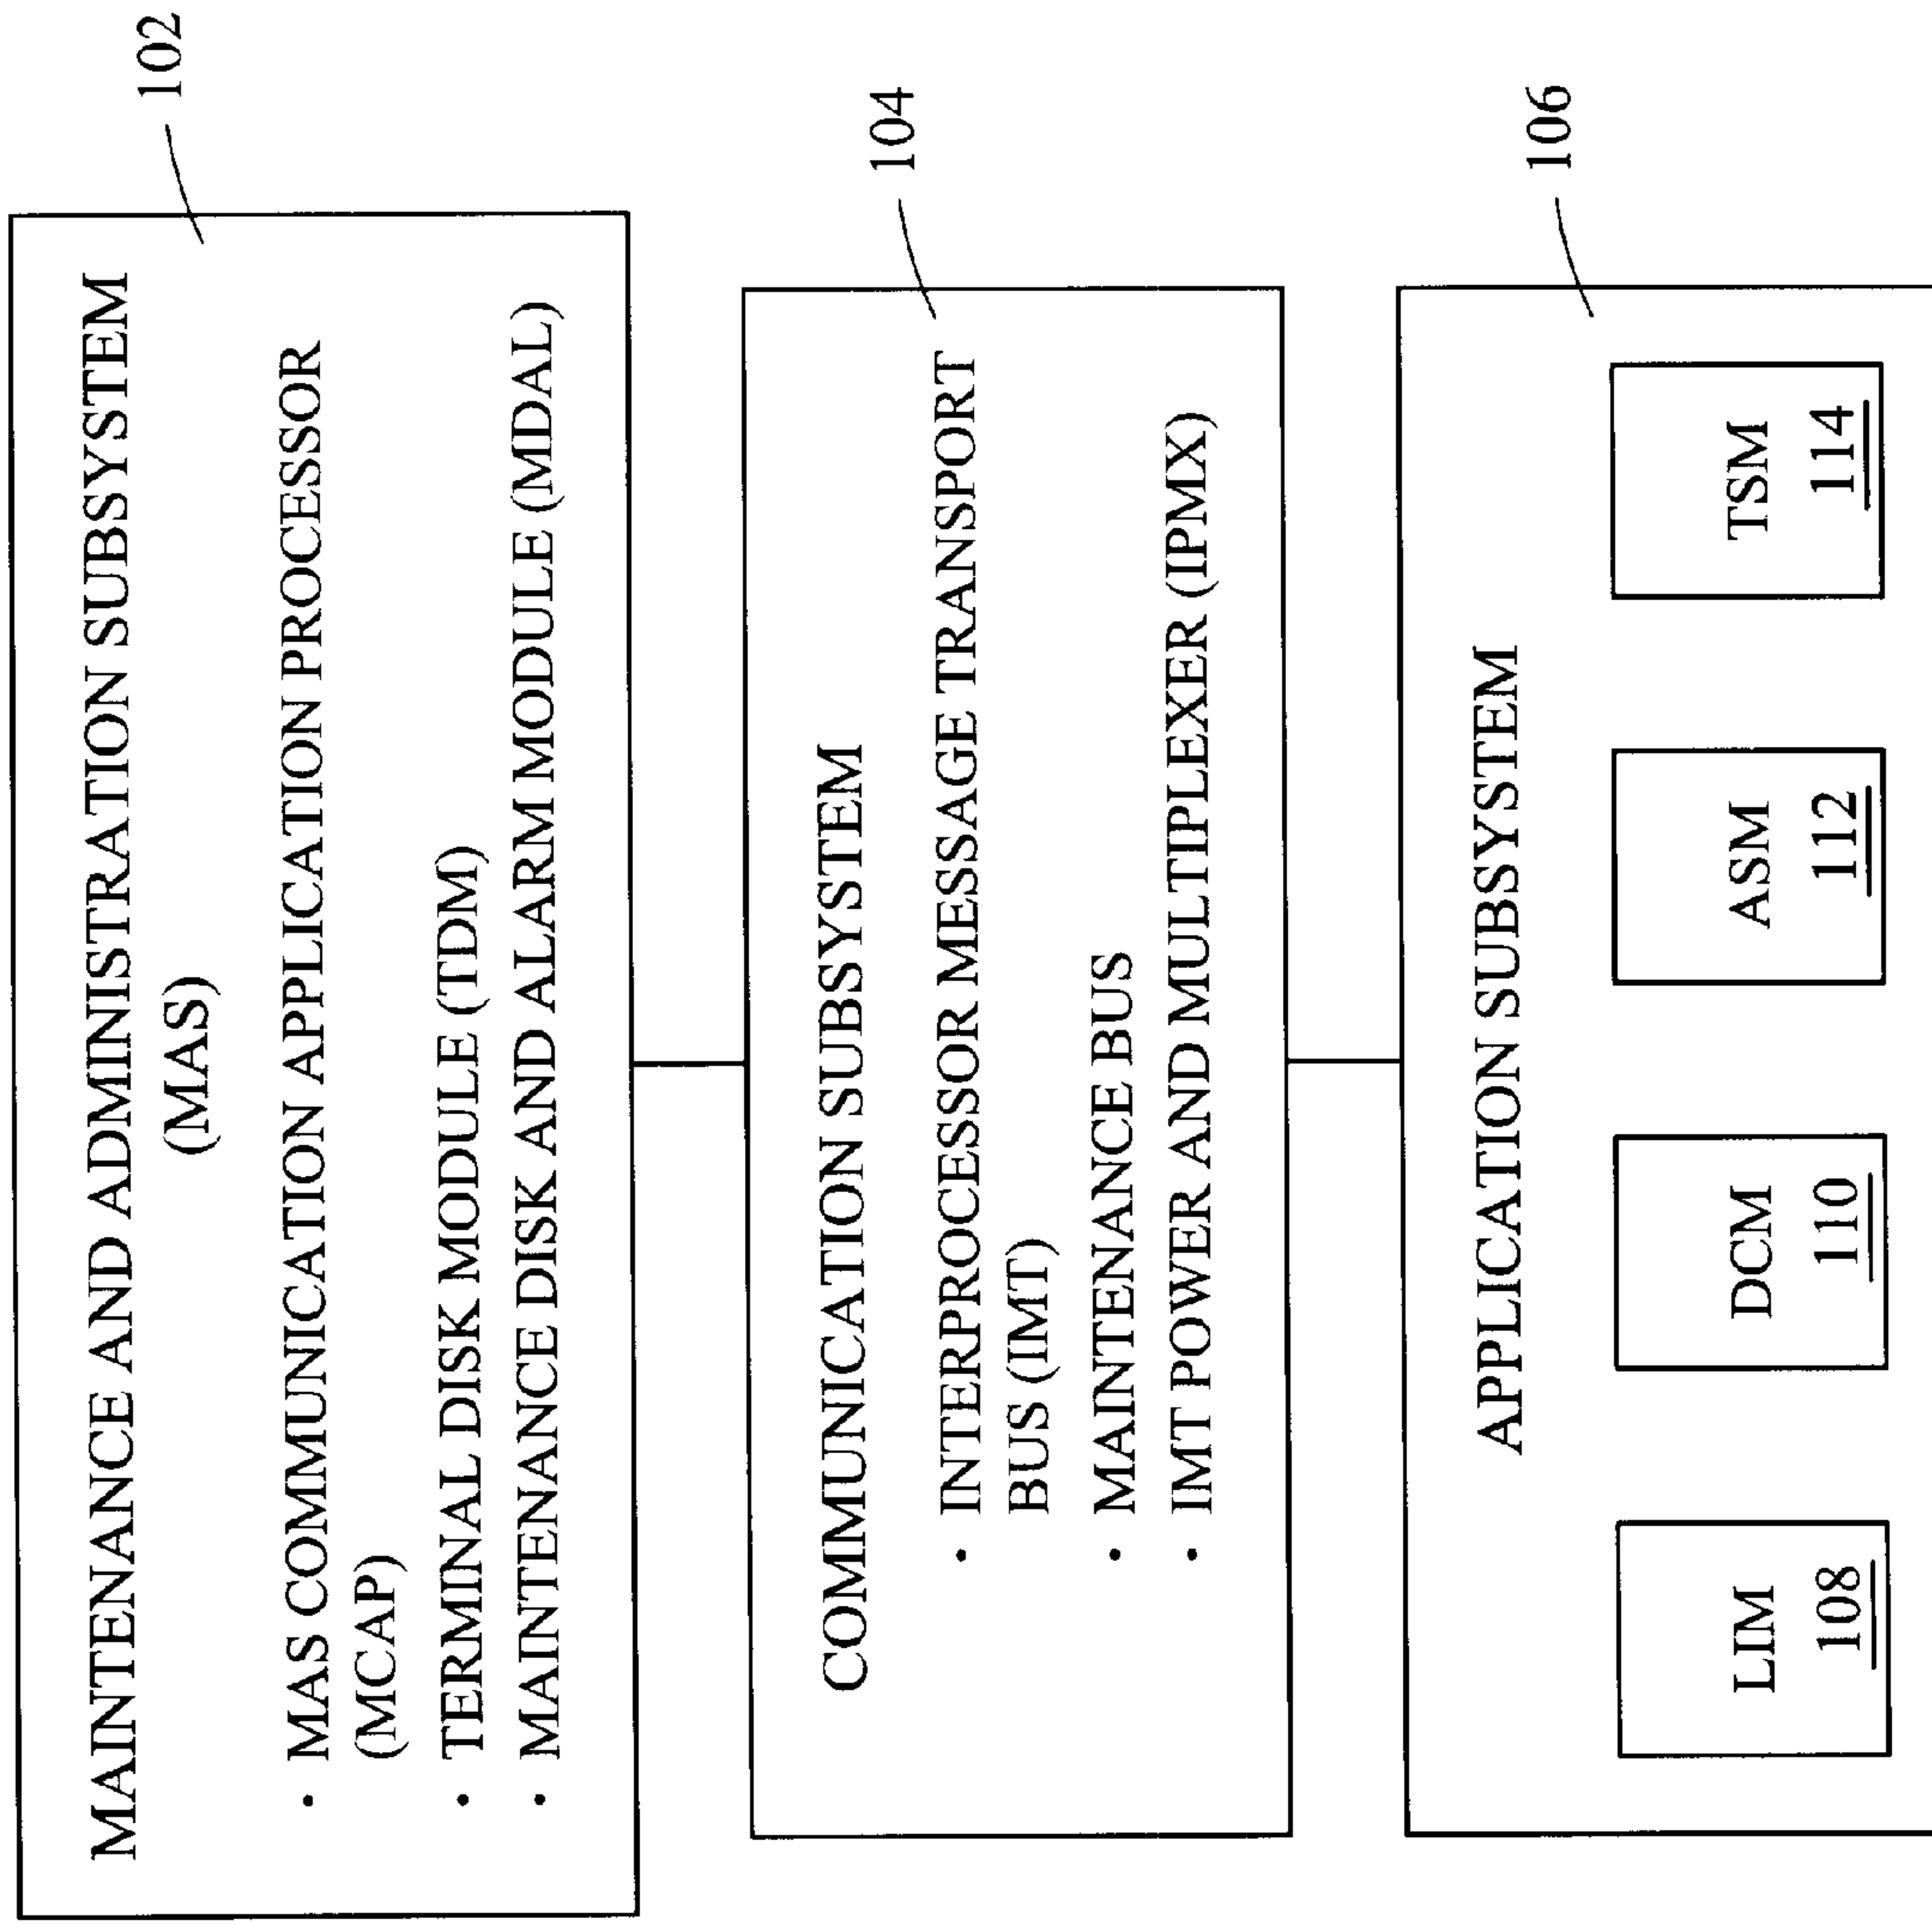 102
MAINTENANCE AND ADMINISTRATION SUBSYSTEM
(MAS)
• MAS COMMUNICATION APPLICATION PROCESSOR
(MCAP)
• TERMINAL DISK MODULE (TDM)
• MAINTENANCE DISK AND ALARM MODULE (MDAL)
104
COMMUNICATION SUBSYSTEM
• INTERPROCESSOR MESSAGE TRANSPORT
BUS (IMT)
• MAINTENANCE BUS
• IMT POWER AND MULTIPLEXER (IPMX)
106
APPLICATION SUBSYSTEM
LIM
108
DCM
110
ASM
112
TSM
114